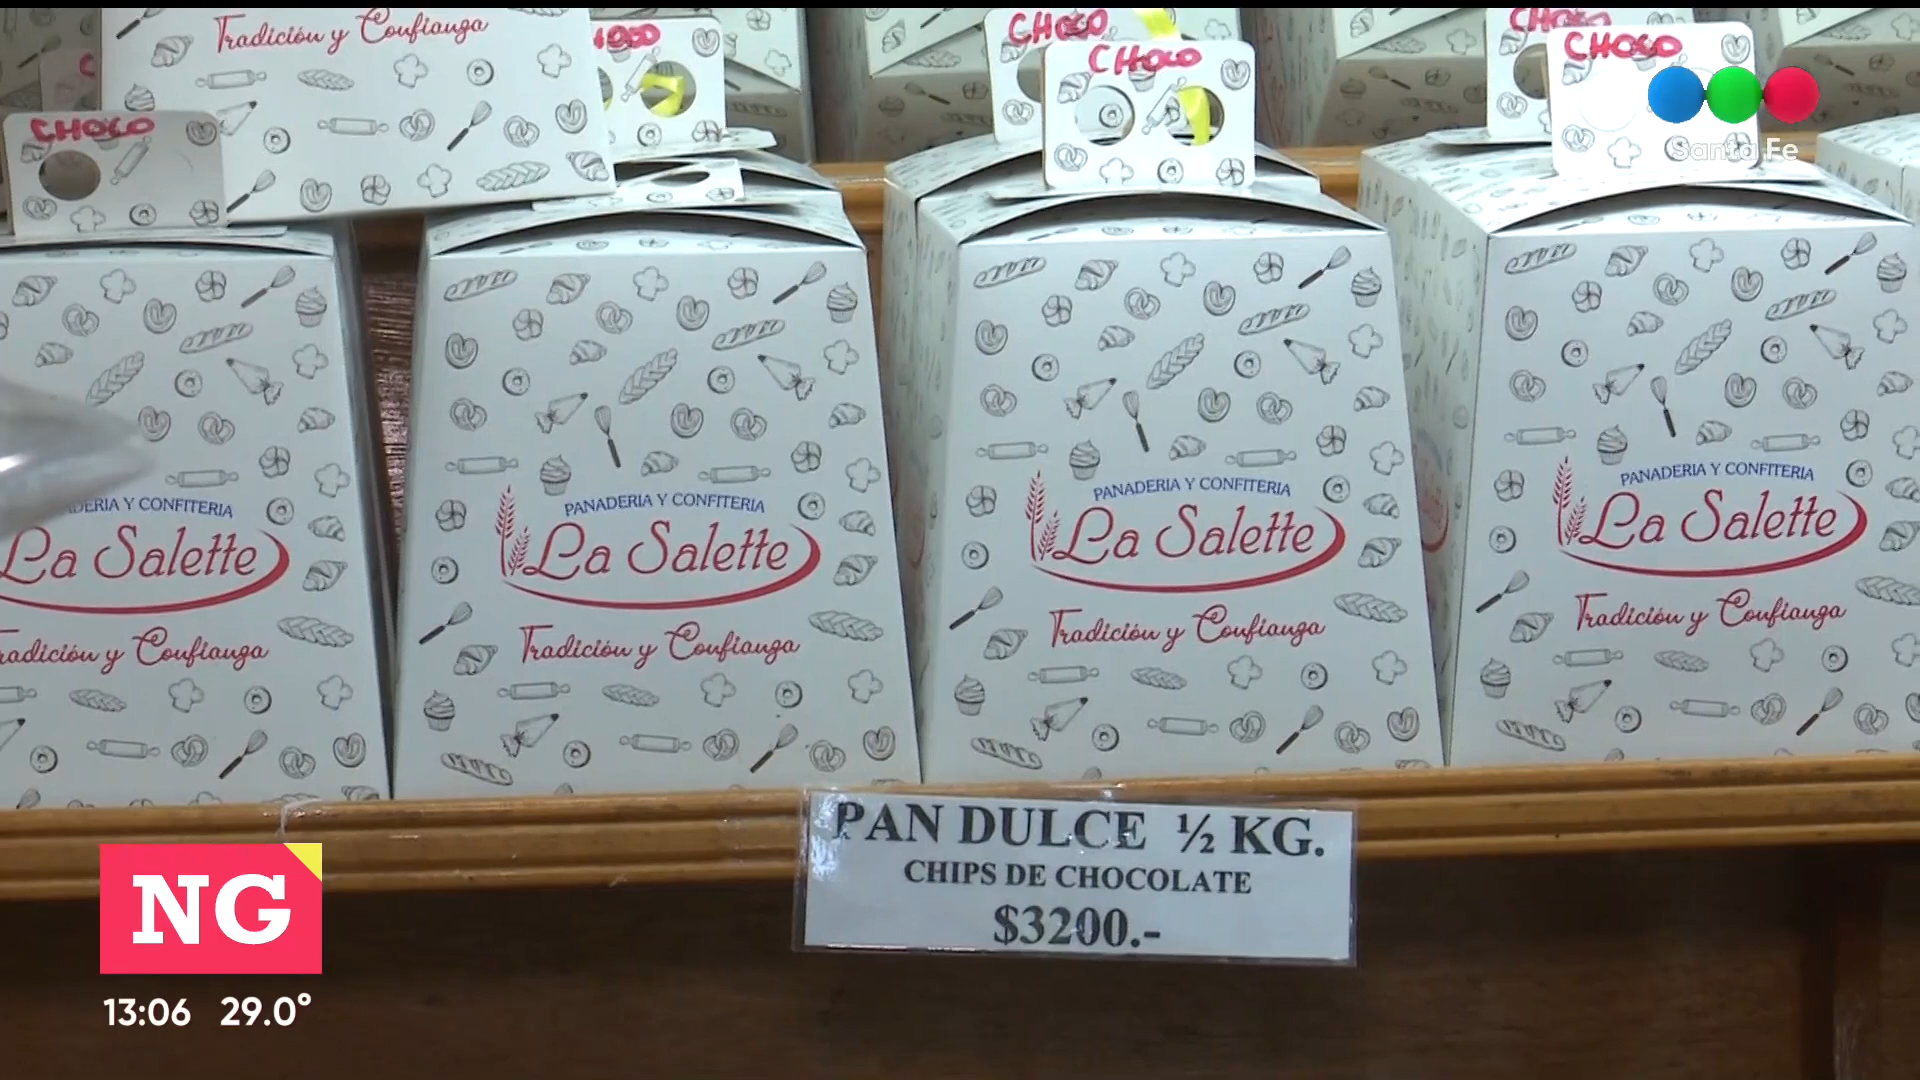 Tradición y Confianza
CHOCO
CHOCO
CHOCO
CHOCO
CHOCO
CHOCO
Santa Fe
PANADERIA Y CONFITERIA
La Salette
Tradición y Confianza
PANADERIA Y CONFITERIA
La Salette
Tradición y Confianza
PANADERIA Y CONFITERIA
La Salette
Tradición y Confianza
PANADERIA Y CONFITERIA
La Salette
Tradición y Confianza
PAN DULCE ½ KG.
CHIPS DE CHOCOLATE
$3200.-
NG
13:06 29.0°